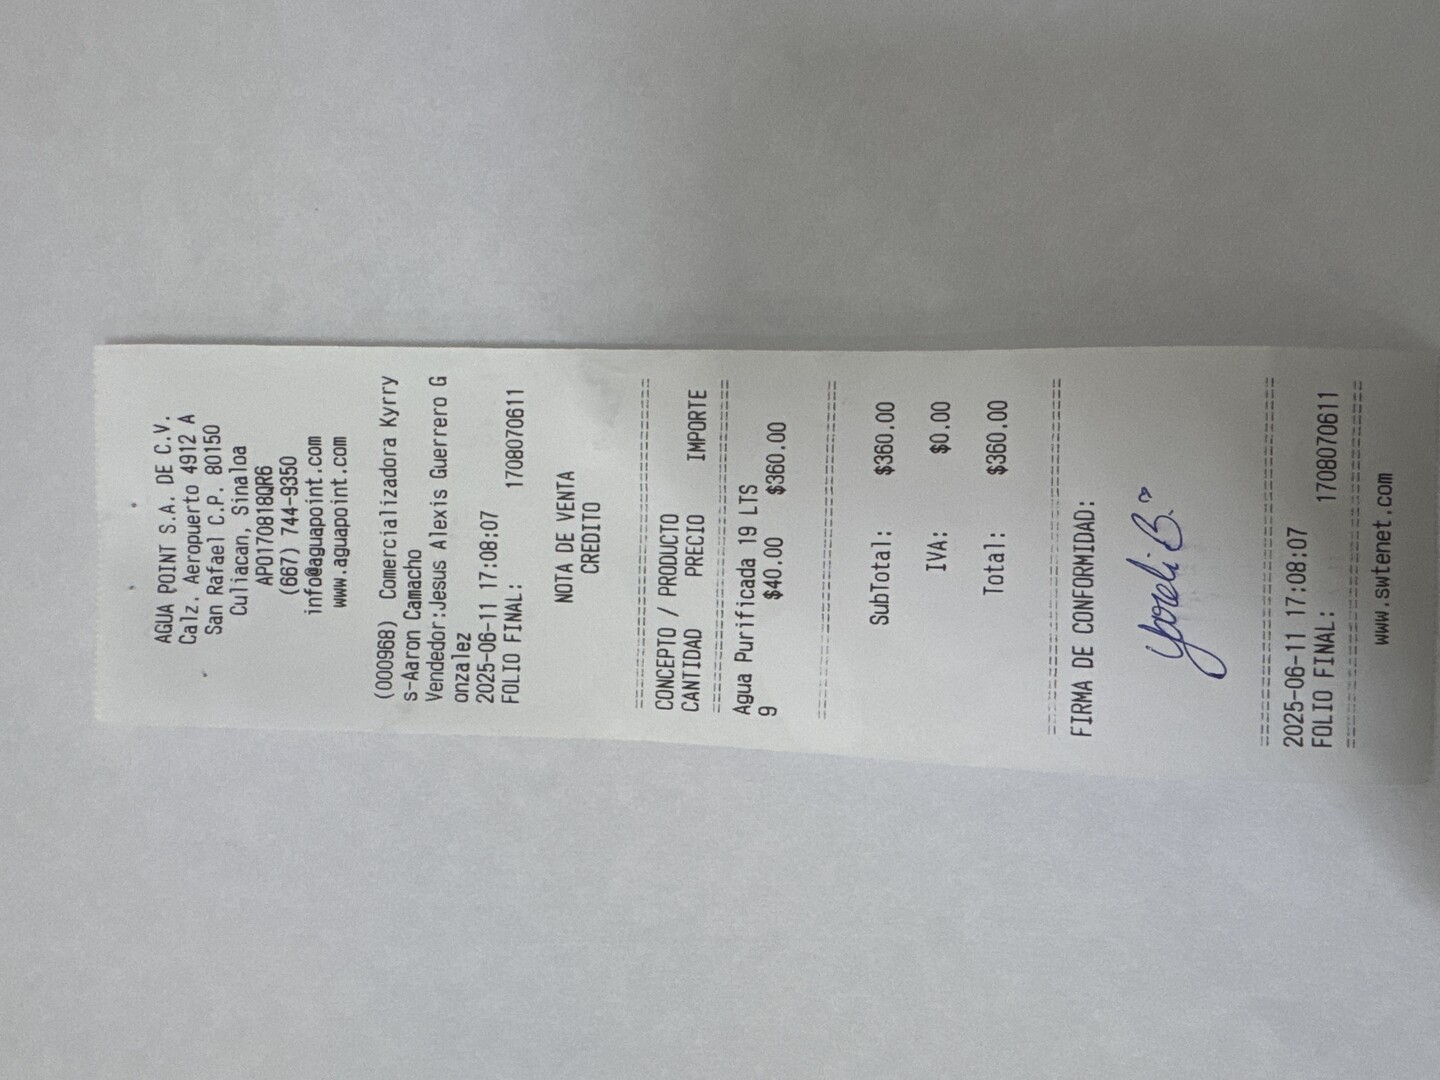 AGUA POINT S.A. DE C.V.
Calz. Aeropuerto 4912 A
San Rafael C.P. 80150
Culiacan, Sinaloa
APO170818QR6
(667) 744-9350
info@aguapoint.com
www.aguapoint.com
(000968) Comercializadora Kyrry
s-Aaron Camacho
Vendedor:Jesus Alexis Guerrero G
onzalez
2025-06-11 17:08:07
FOLIO FINAL: 1708070611
NOTA DE VENTA
CREDITO
CONCEPTO / PRODUCTO
CANTIDAD PRECIO IMPORTE
Agua Purificada 19 LTS
9 $40.00 $360.00
SubTotal: $360.00
IVA: $0.00
Total: $360.00
FIRMA DE CONFORMIDAD:
Yoreli B.
2025-06-11 17:08:07
FOLIO FINAL: 1708070611
www.swtenet.com